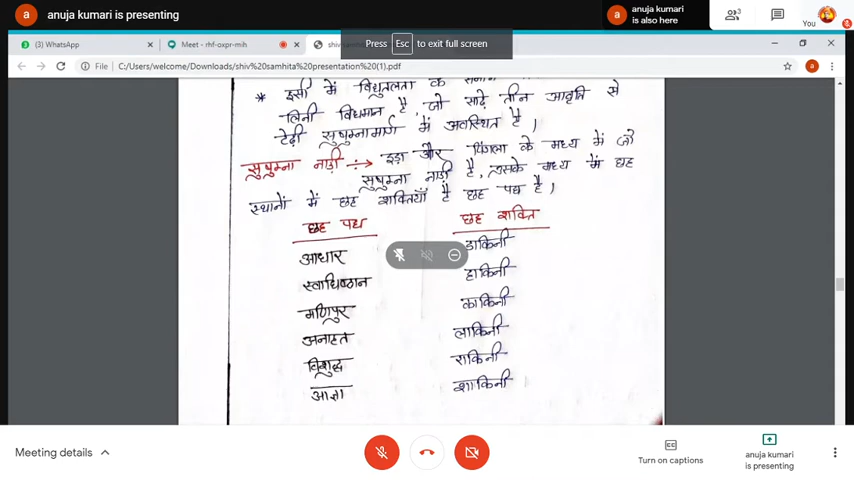 a anuja kumari is presenting
a anuja kumari is also here
3
You
(3) WhatsApp
Meet - rhf-oxpr-mih
Press Esc to exit full screen
File C:/Users/welcome/Downloads/shiv%20samhita%20presentation%20(1).pdf
* इसी में विद्युतलता के समान
विनी विद्यमान है, जो साढ़े तीन आवृति से
टेढ़ी सुषुम्नामार्ग में अवस्थित है,
सुषुम्ना नाड़ी → इड़ा और पिंगला के मध्य में जो
सुषुम्ना नाड़ी है, उसके मध्य में छह
स्थानों में छह शक्तियाँ है छह पद्म है,
छह पद्म छह शक्ति
आधार डाकिनी
स्वाधिष्ठान हाकिनी
मणिपुर काकिनी
अनाहत लाकिनी
विशुद्ध राकिनी
आज्ञा शाकिनी
Meeting details
Turn on captions
anuja kumari
is presenting